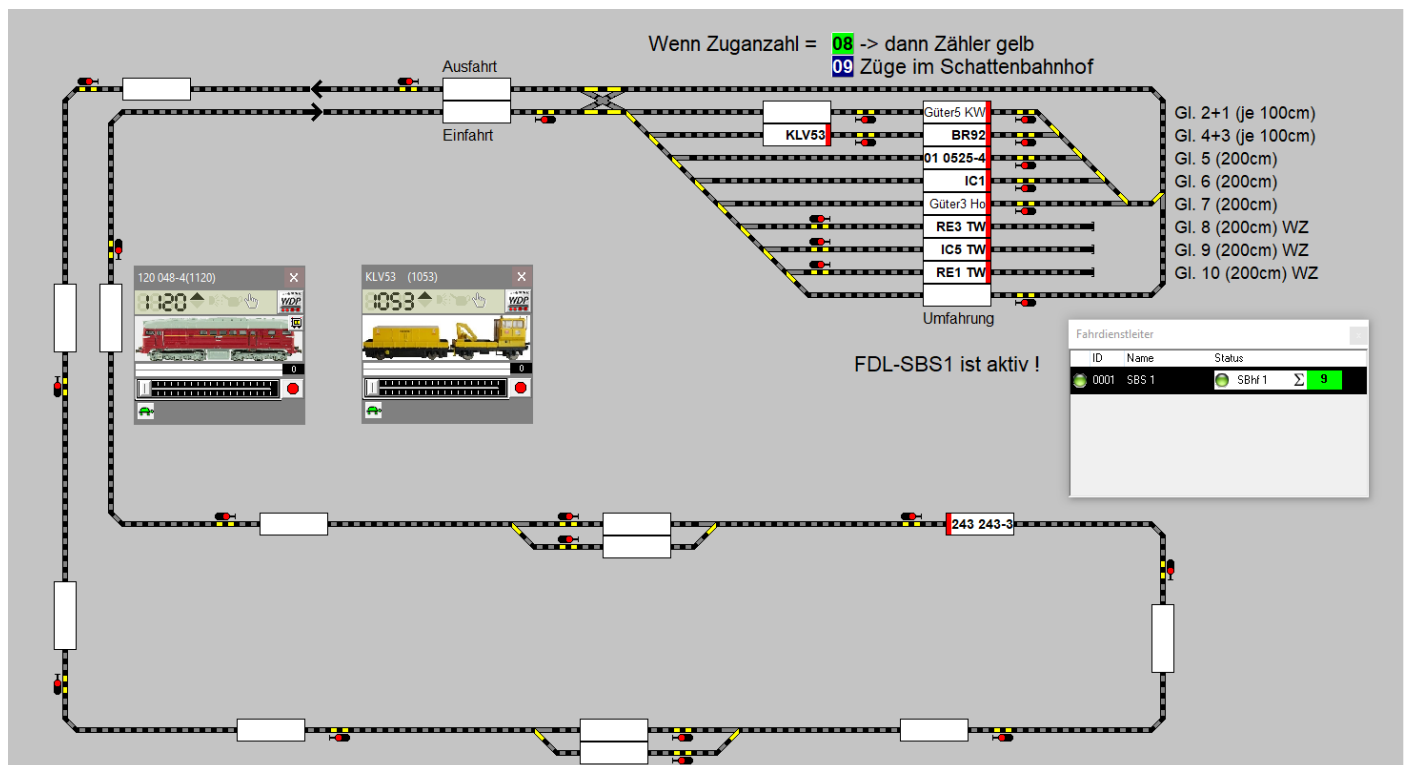 Wenn Zuganzahl = 08 -> dann Zähler gelb
09 Züge im Schattenbahnhof
Ausfahrt
Einfahrt
Güter5 KW
Gl. 2+1 (je 100cm)
KLV53
BR92
Gl. 4+3 (je 100cm)
01 0525-4
Gl. 5 (200cm)
IC1
Gl. 6 (200cm)
Güter3 Ho
Gl. 7 (200cm)
RE3 TW
Gl. 8 (200cm) WZ
IC5 TW
Gl. 9 (200cm) WZ
RE1 TW
Gl. 10 (200cm) WZ
Umfahrung
120 048-4(1120)
X
1120
WDP
0
KLV53 (1053)
X
1053
WDP
0
FDL-SBS1 ist aktiv !
Fahrdienstleiter
ID Name Status
0001 SBS 1 SBhf 1 Σ 9
243 243-3